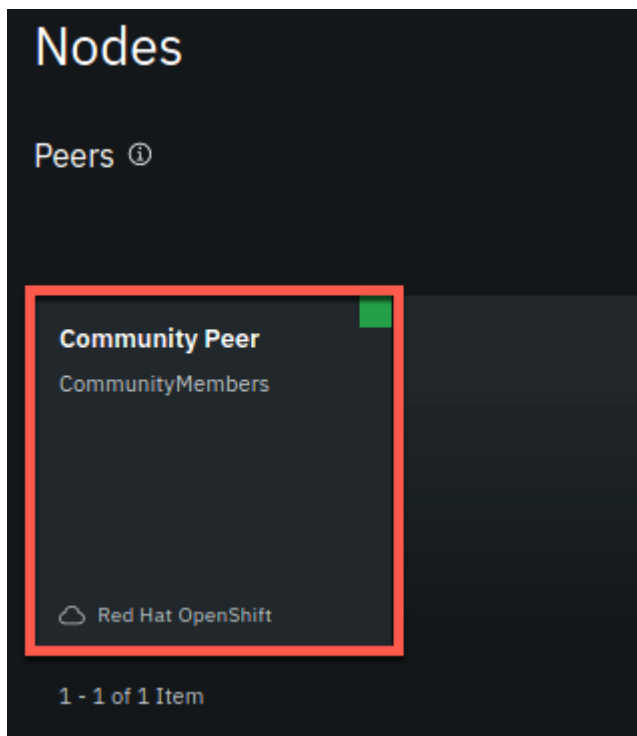 Nodes
Peers
Community Peer
CommunityMembers
Red Hat OpenShift
1 - 1 of 1 Item